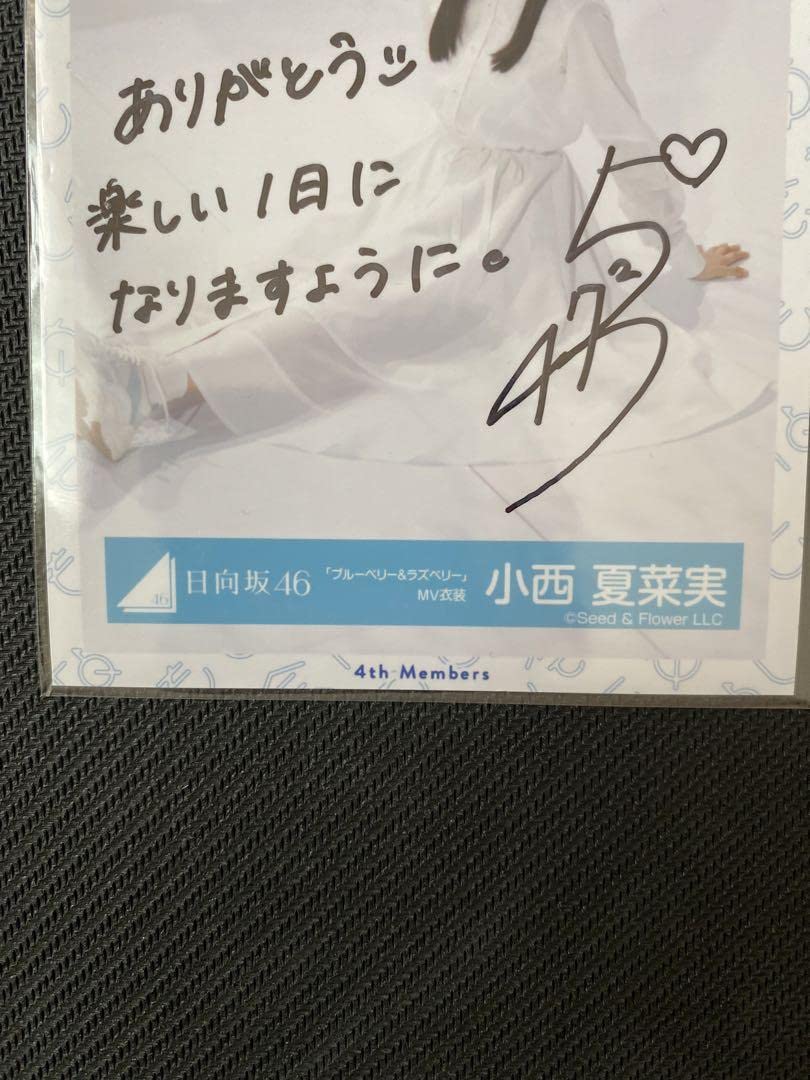 ありがとう
楽しい1日に
なりますように。
46
日向坂46
「ブルーベリー&ラズベリー」
MV衣装
小西 夏菜実
©Seed & Flower LLC
4th Members